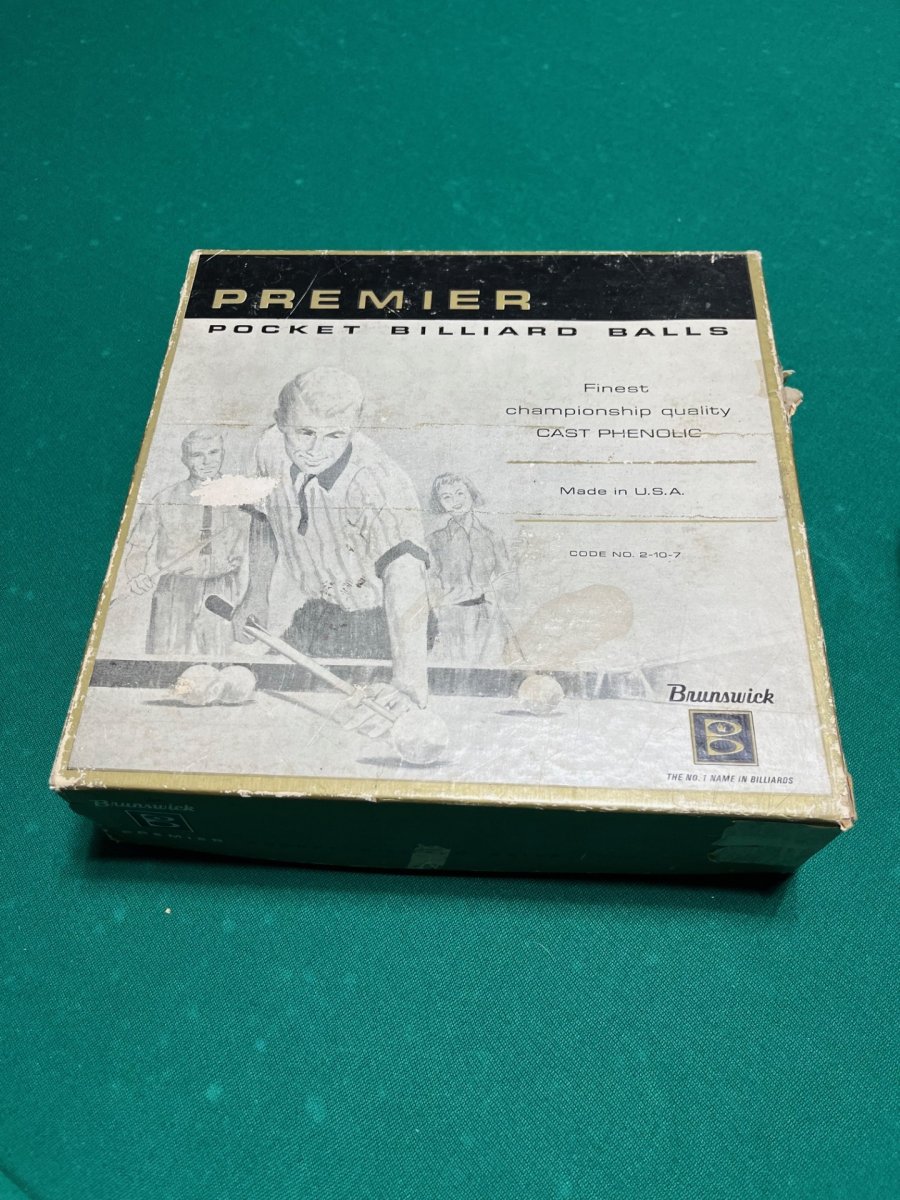 PREMIER
POCKET BILLIARD BALLS
Finest
championship quality
CAST PHENOLIC
Made in U.S.A.
CODE NO. 2-10-7
Brunswick
B
THE NO. 1 NAME IN BILLIARDS
Brunswick
B
PREMIER